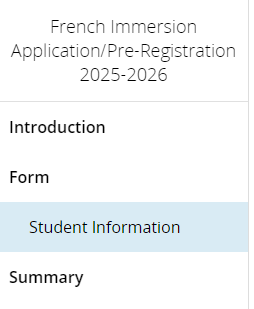 French Immersion
Application/Pre-Registration
2025-2026
Introduction
Form
Student Information
Summary